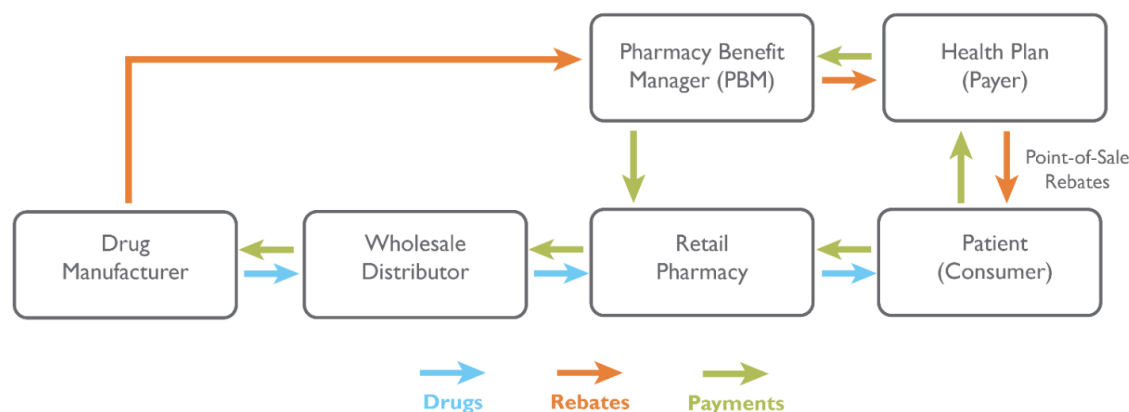 Pharmacy Benefit
Manager (PBM)
Health Plan
(Payer)
Point-of-Sale
Rebates
Drug
Manufacturer
Wholesale
Distributor
Retail
Pharmacy
Patient
(Consumer)
Drugs
Rebates
Payments